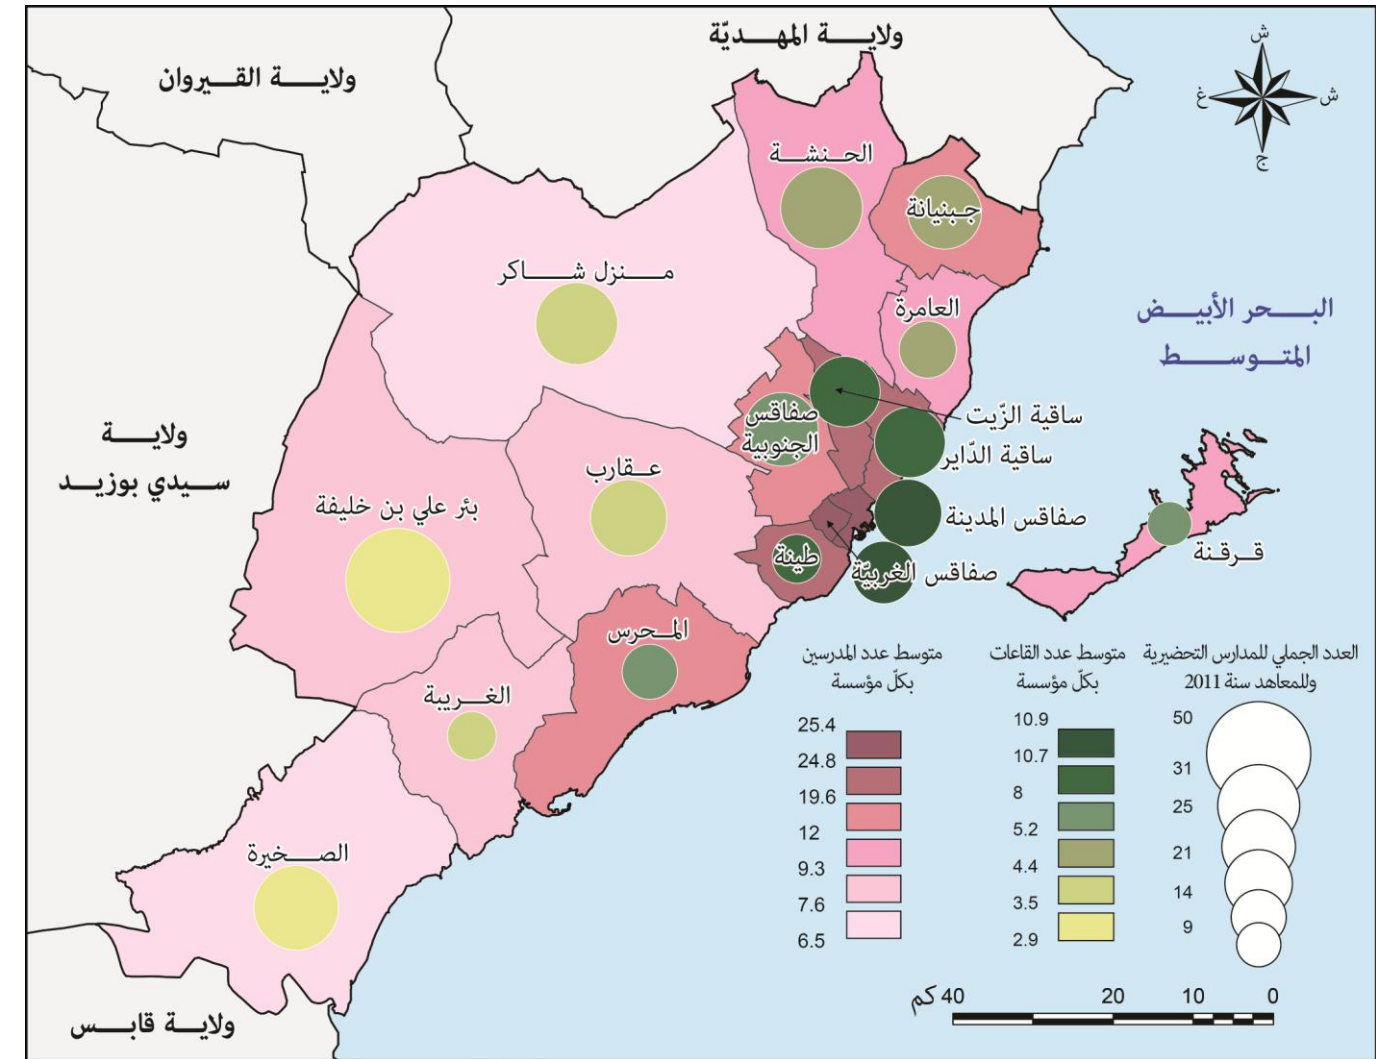 ولاية المهديّة
ولاية القيروان
ش
غ
ش
ج
الحنشة
جبنيانة
منزل شاكر
العامرة
البحر الأبيض
المتوسط
ولاية
سيدي بوزيد
صفاقس
الجنوبية
ساقية الزّيت
ساقية الدّاير
عقارب
بئر علي بن خليفة
صفاقس المدينة
قرقنة
طينة
صفاقس الغربيّة
المحرس
الغريبة
الصخيرة
ولاية قابس
العدد الجملي للمدارس التحضيرية
وللمعاهد سنة 2011
50
31
25
21
14
9
متوسط عدد القاعات
بكلّ مؤسسة
10.9
10.7
8
5.2
4.4
3.5
2.9
متوسط عدد المدرسين
بكلّ مؤسسة
25.4
24.8
19.6
12
9.3
7.6
6.5
0 10 20 40 كم